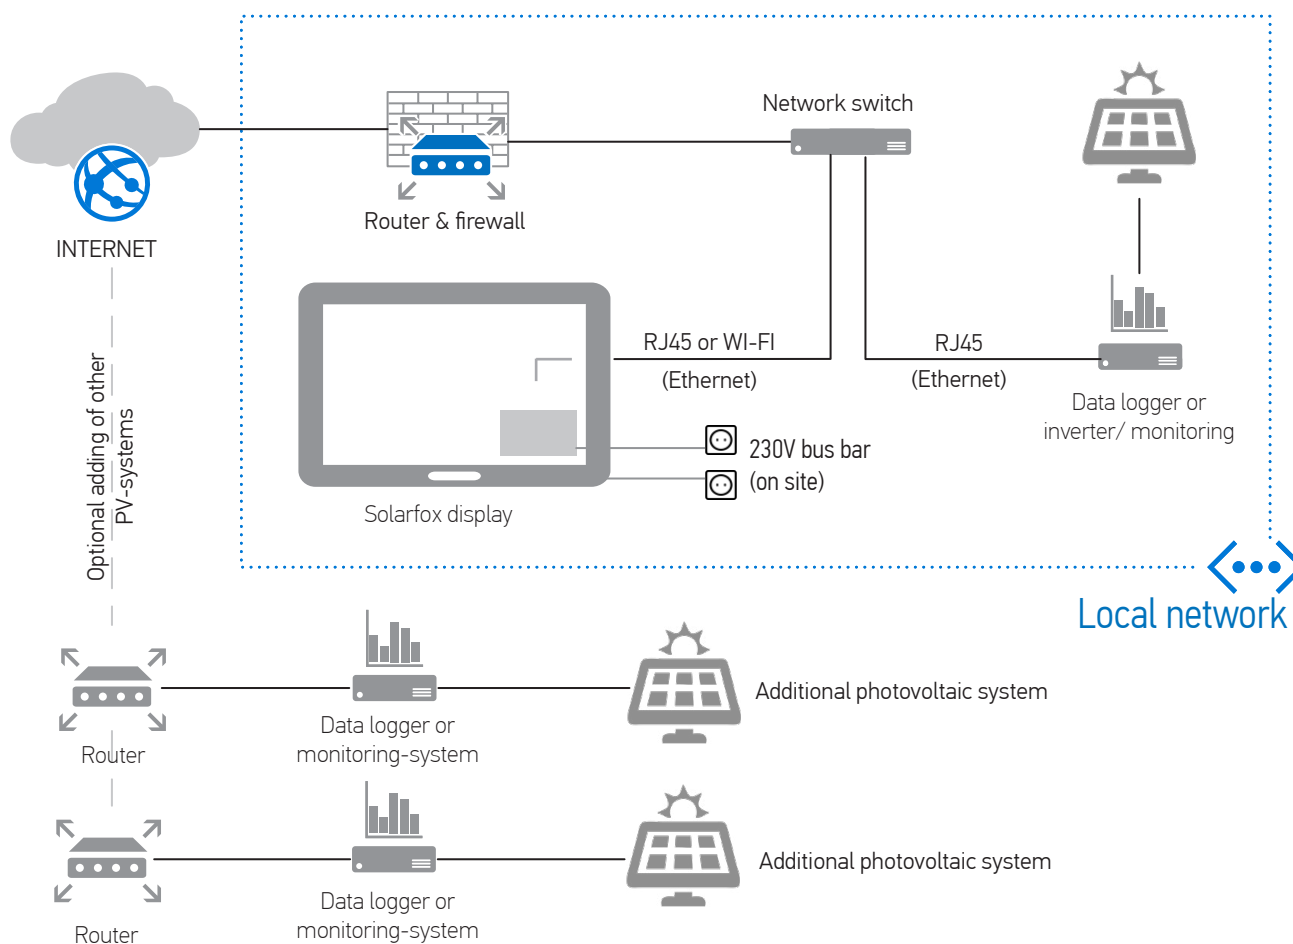 Network switch
Router & firewall
INTERNET
RJ45 or WI-FI
(Ethernet)
RJ45
(Ethernet)
Data logger or
inverter/ monitoring
230V bus bar
(on site)
Solarfox display
Optional adding of other
PV-systems
Local network
Additional photovoltaic system
Data logger or
monitoring-system
Router
Additional photovoltaic system
Data logger or
monitoring-system
Router